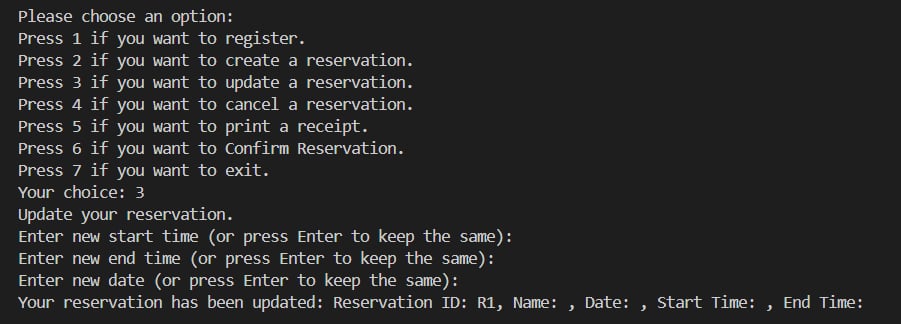 Please choose an option:
Press 1 if you want to register.
Press 2 if you want to create a reservation.
Press 3 if you want to update a reservation.
Press 4 if you want to cancel a reservation.
Press 5 if you want to print a receipt.
Press 6 if you want to Confirm Reservation.
Press 7 if you want to exit.
Your choice: 3
Update your reservation.
Enter new start time (or press Enter to keep the same):
Enter new end time (or press Enter to keep the same):
Enter new date (or press Enter to keep the same):
Your reservation has been updated: Reservation ID: R1, Name: , Date: , Start Time: , End Time: